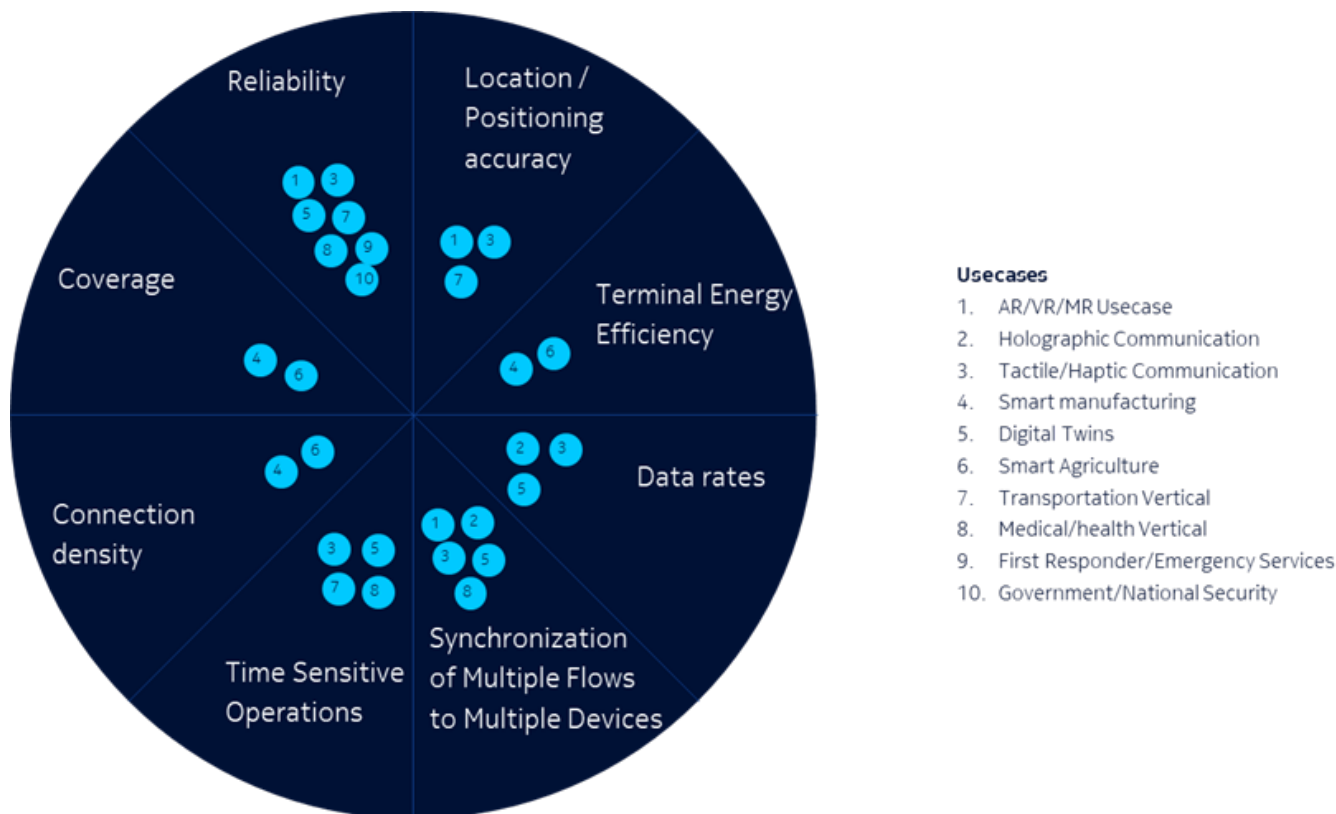 Reliability
1 3
5 7
8 9
10
Location /
Positioning
accuracy
1 3
7
Terminal Energy
Efficiency
4 6
Data rates
2 3
5
Synchronization
of Multiple Flows
to Multiple Devices
1 2
3 5
8
Time Sensitive
Operations
3 5
7 8
Connection
density
4 6
Coverage
4 6
Usecases
1. AR/VR/MR Usecase
2. Holographic Communication
3. Tactile/Haptic Communication
4. Smart manufacturing
5. Digital Twins
6. Smart Agriculture
7. Transportation Vertical
8. Medical/health Vertical
9. First Responder/Emergency Services
10. Government/National Security